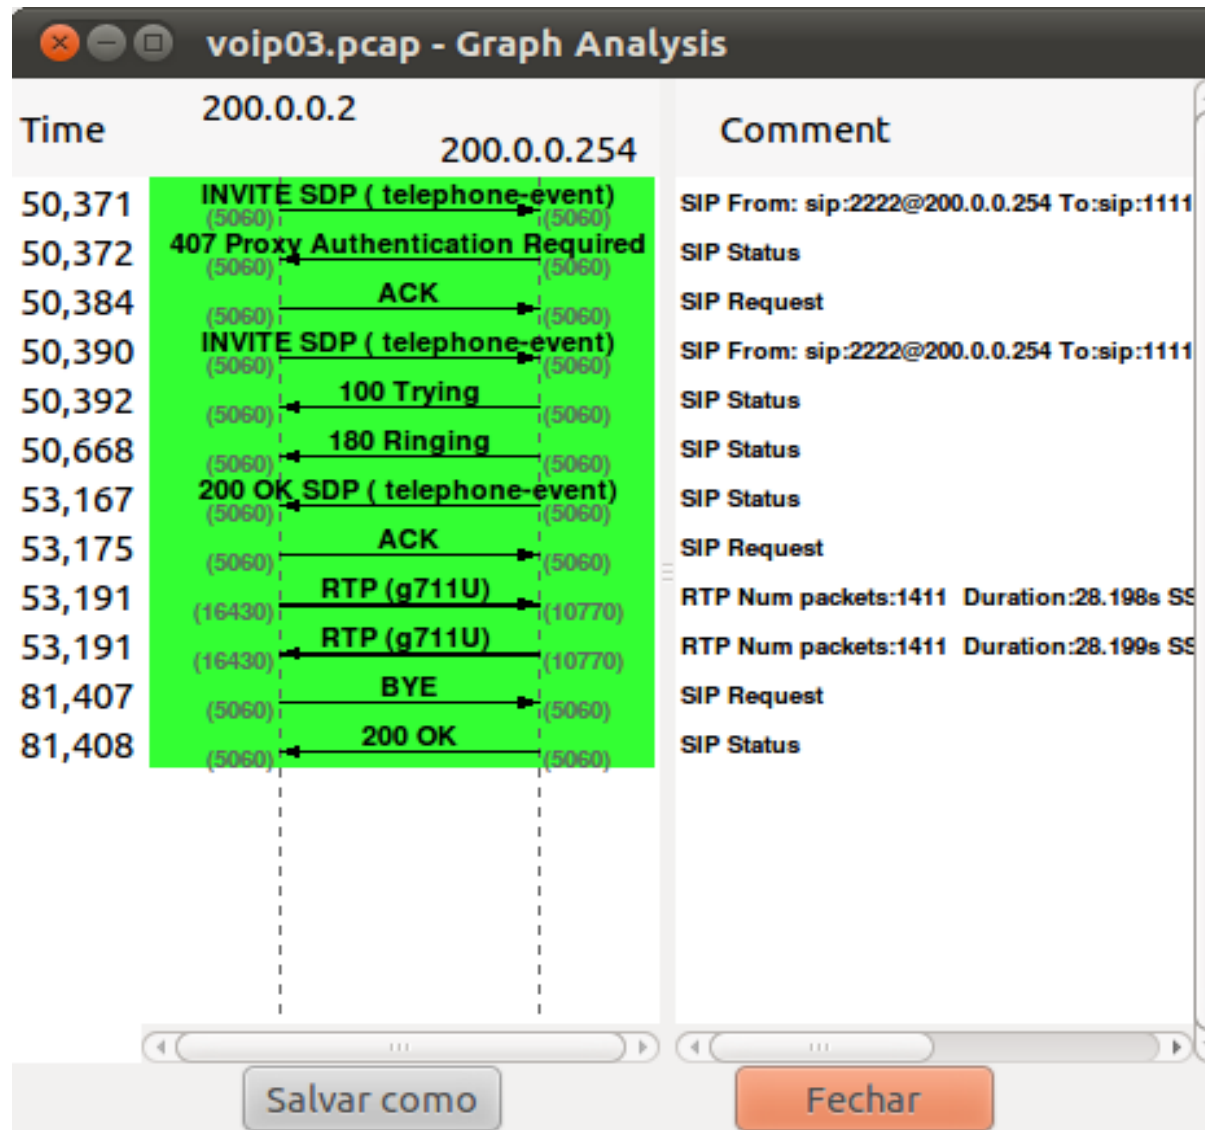 voip03.pcap - Graph Analysis
Time
200.0.0.2
200.0.0.254
Comment
50,371
INVITE SDP ( telephone-event)
(5060)
(5060)
SIP From: sip:2222@200.0.0.254 To:sip:1111
50,372
407 Proxy Authentication Required
(5060)
(5060)
SIP Status
50,384
ACK
(5060)
(5060)
SIP Request
50,390
INVITE SDP ( telephone-event)
(5060)
(5060)
SIP From: sip:2222@200.0.0.254 To:sip:1111
50,392
100 Trying
(5060)
(5060)
SIP Status
50,668
180 Ringing
(5060)
(5060)
SIP Status
53,167
200 OK SDP ( telephone-event)
(5060)
(5060)
SIP Status
53,175
ACK
(5060)
(5060)
SIP Request
53,191
RTP (g711U)
(16430)
(10770)
RTP Num packets:1411 Duration:28.198s SS
53,191
RTP (g711U)
(16430)
(10770)
RTP Num packets:1411 Duration:28.199s SS
81,407
BYE
(5060)
(5060)
SIP Request
81,408
200 OK
(5060)
(5060)
SIP Status
Salvar como
Fechar